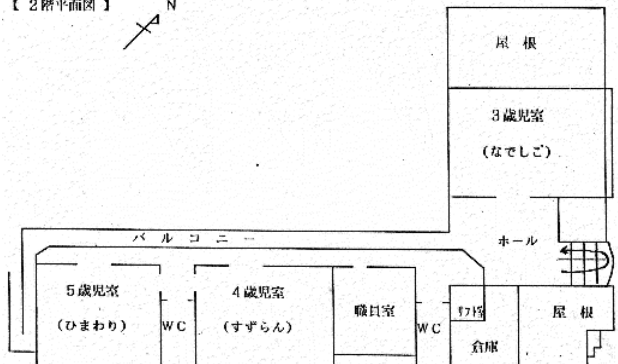 【 2階平面図 】
N
屋 根
3歳児室
(なでしこ)
バ ル コ ニ ー
ホール
5歳児室
(ひまわり)
WC
4歳児室
(すずらん)
職員室
WC
リフト室
倉庫
屋 根